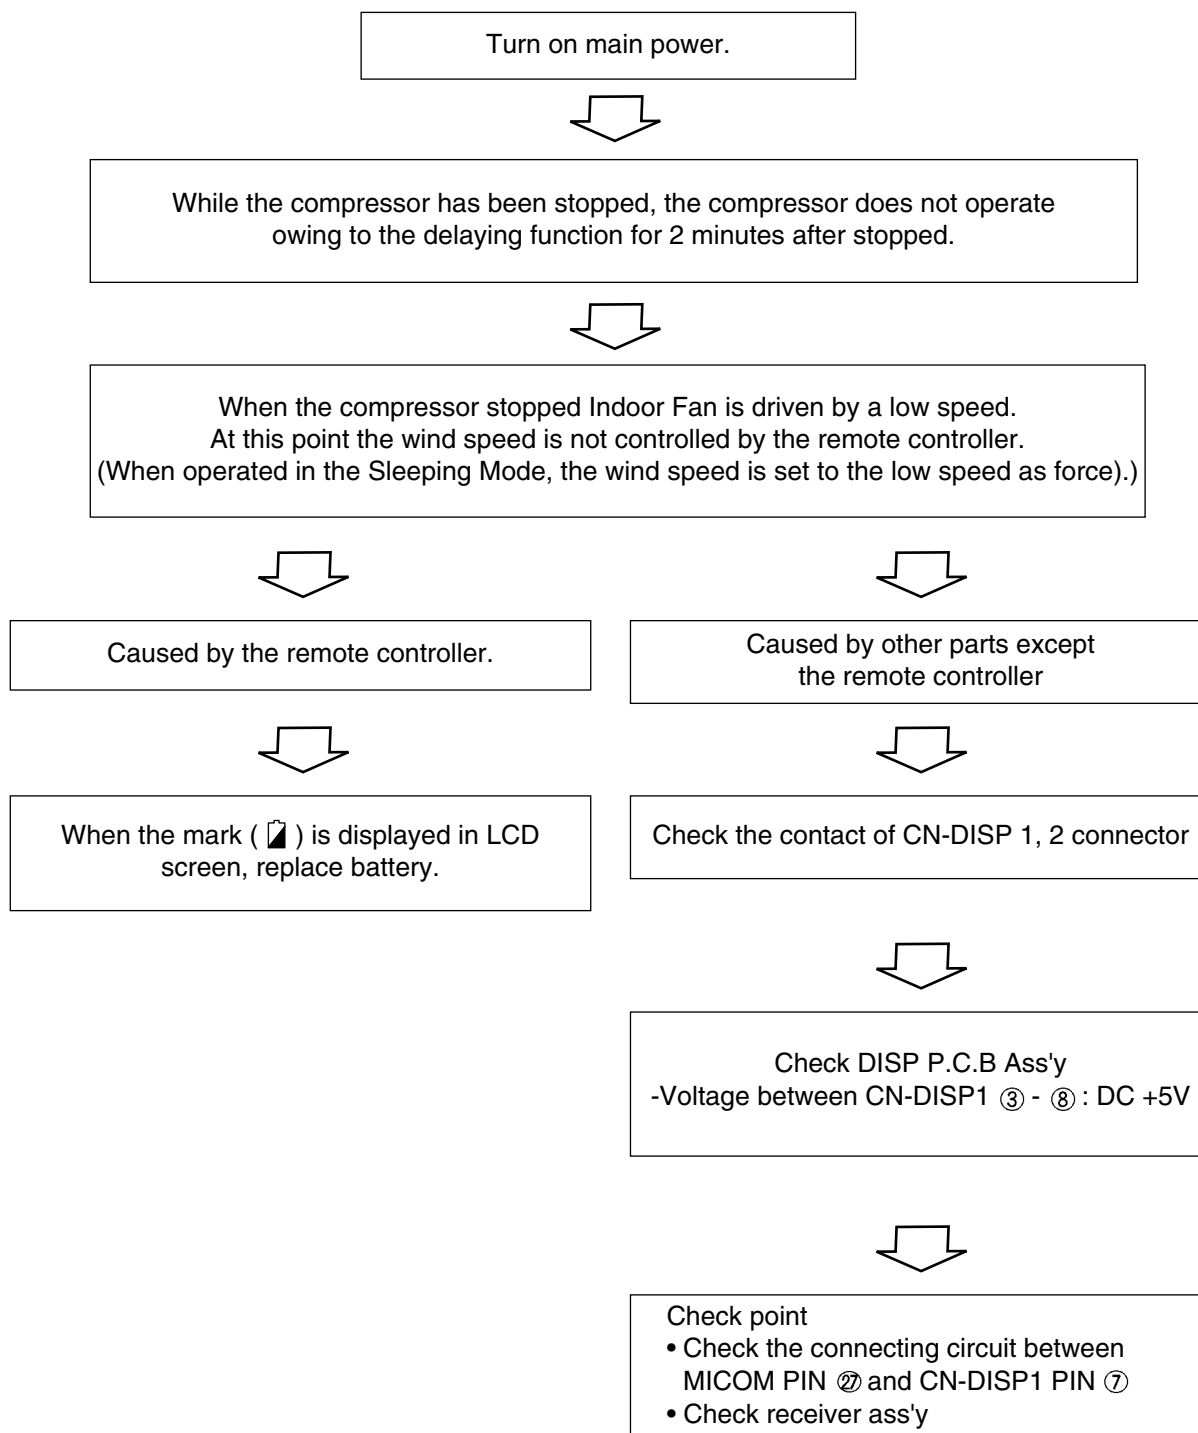 Turn on main power.
While the compressor has been stopped, the compressor does not operate
owing to the delaying function for 2 minutes after stopped.
When the compressor stopped Indoor Fan is driven by a low speed.
At this point the wind speed is not controlled by the remote controller.
(When operated in the Sleeping Mode, the wind speed is set to the low speed as force).)
Caused by the remote controller.
When the mark ( ) is displayed in LCD
screen, replace battery.
Caused by other parts except
the remote controller
Check the contact of CN-DISP 1, 2 connector
Check DISP P.C.B Ass'y
-Voltage between CN-DISP1 ③ - ⑧ : DC +5V
Check point
• Check the connecting circuit between
MICOM PIN ㉗ and CN-DISP1 PIN ⑦
• Check receiver ass'y